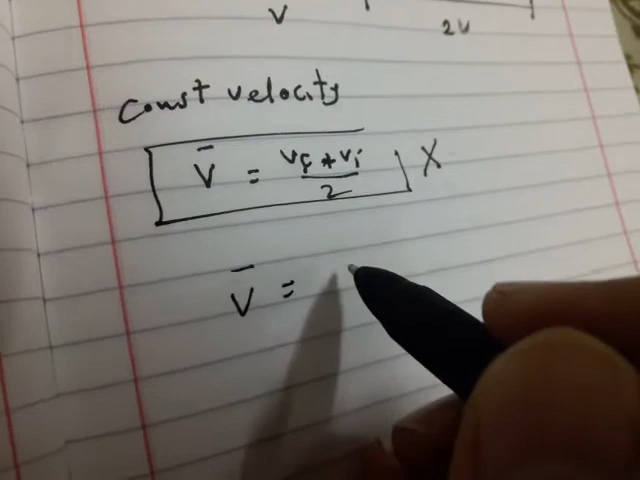 V 2V
Const velocity
V̄ = (Vf + Vi)/2 X
V̄ =